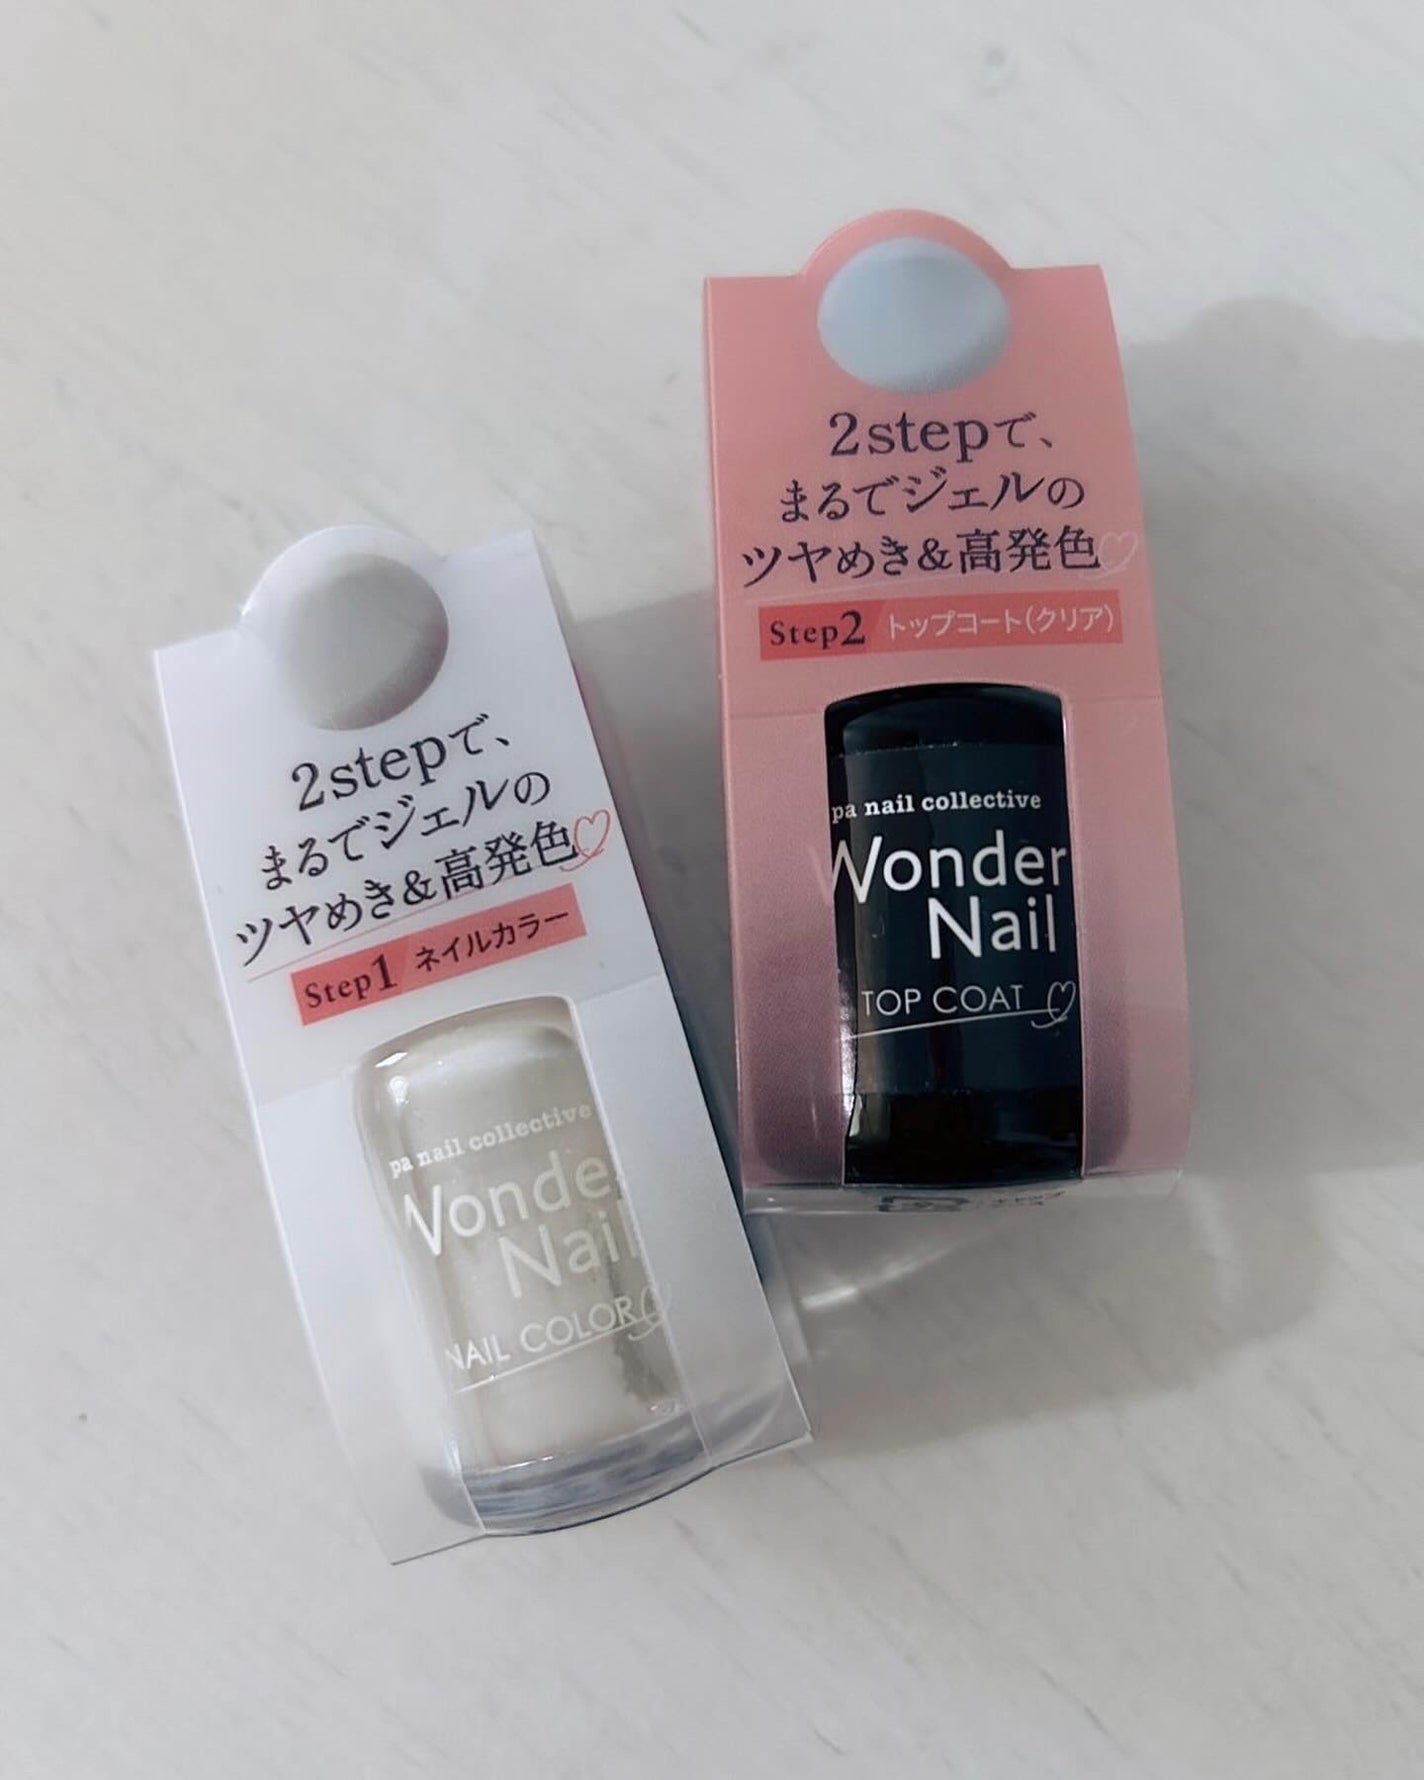 2stepで、
まるでジェルの
ツヤめき&高発色
Step1 ネイルカラー
pa nail collective
Wonder
Nail
NAIL COLOR
2stepで、
まるでジェルの
ツヤめき&高発色
Step2 トップコート(クリア)
pa nail collective
Wonder
Nail
TOP COAT